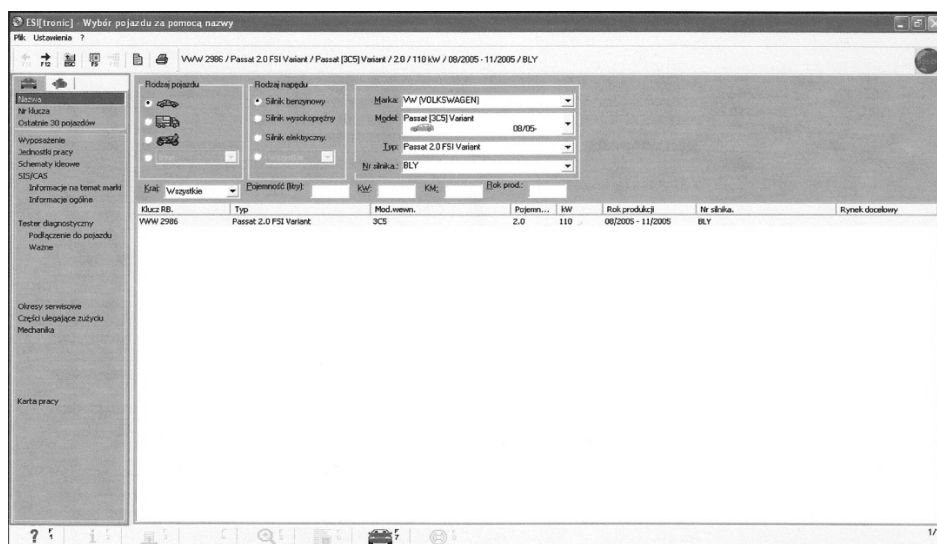 ESI[tronic] - Wybór pojazdu za pomocą nazwy
Plik Ustawienia ?
F12 ESC F5
VWW 2986 / Passat 2.0 FSI Variant / Passat [3C5] Variant / 2.0 / 110 kW / 08/2005 - 11/2005 / BLY
Nazwa
Nr klucza
Ostatnie 30 pojazdów
Wyposażenie
Jednostki pracy
Schematy ideowe
SIS/CAS
Informacje na temat marki
Informacje ogólne
Tester diagnostyczny
Podłączenie do pojazdu
Ważne
Okresy serwisowe
Części ulegające zużyciu
Mechanika
Karta pracy
Rodzaj pojazdu
Rodzaj napędu
Silnik benzynowy
Silnik wysokoprężny
Silnik elektryczny
Marka: VW (VOLKSWAGEN)
Model: Passat [3C5] Variant
08/05-
Typ: Passat 2.0 FSI Variant
Nr silnika.: BLY
Kraj: Wszystkie Pojemność (litry): kW: KM: Rok prod.:
Klucz RB. Typ Mod.wewn. Pojemn... kW Rok produkcji Nr silnika. Rynek docelowy
VWW 2986 Passat 2.0 FSI Variant 3C5 2.0 110 08/2005 - 11/2005 BLY
? F1 F7 1/